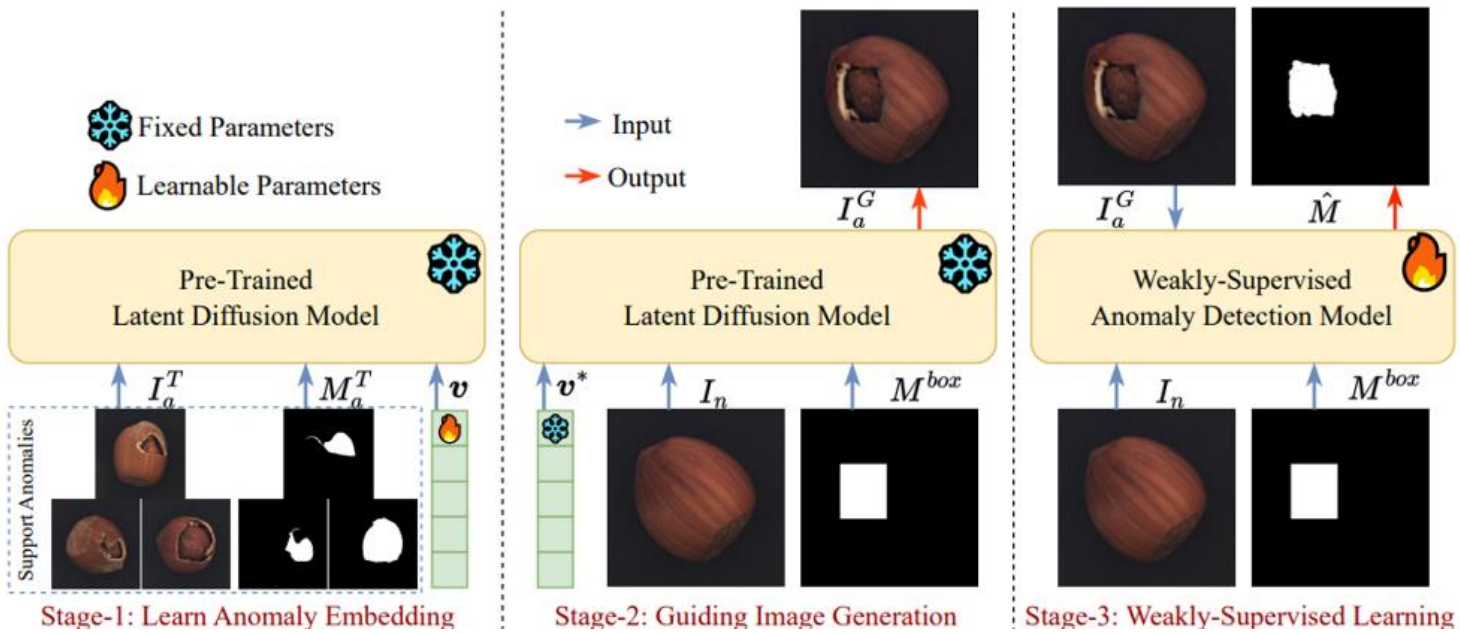 Fixed Parameters
Learnable Parameters
Pre-Trained
Latent Diffusion Model
I_a^T
M_a^T
v
Support Anomalies
Stage-1: Learn Anomaly Embedding
Input
Output
I_a^G
Pre-Trained
Latent Diffusion Model
v*
I_n
M^{box}
Stage-2: Guiding Image Generation
I_a^G
M̂
Weakly-Supervised
Anomaly Detection Model
I_n
M^{box}
Stage-3: Weakly-Supervised Learning